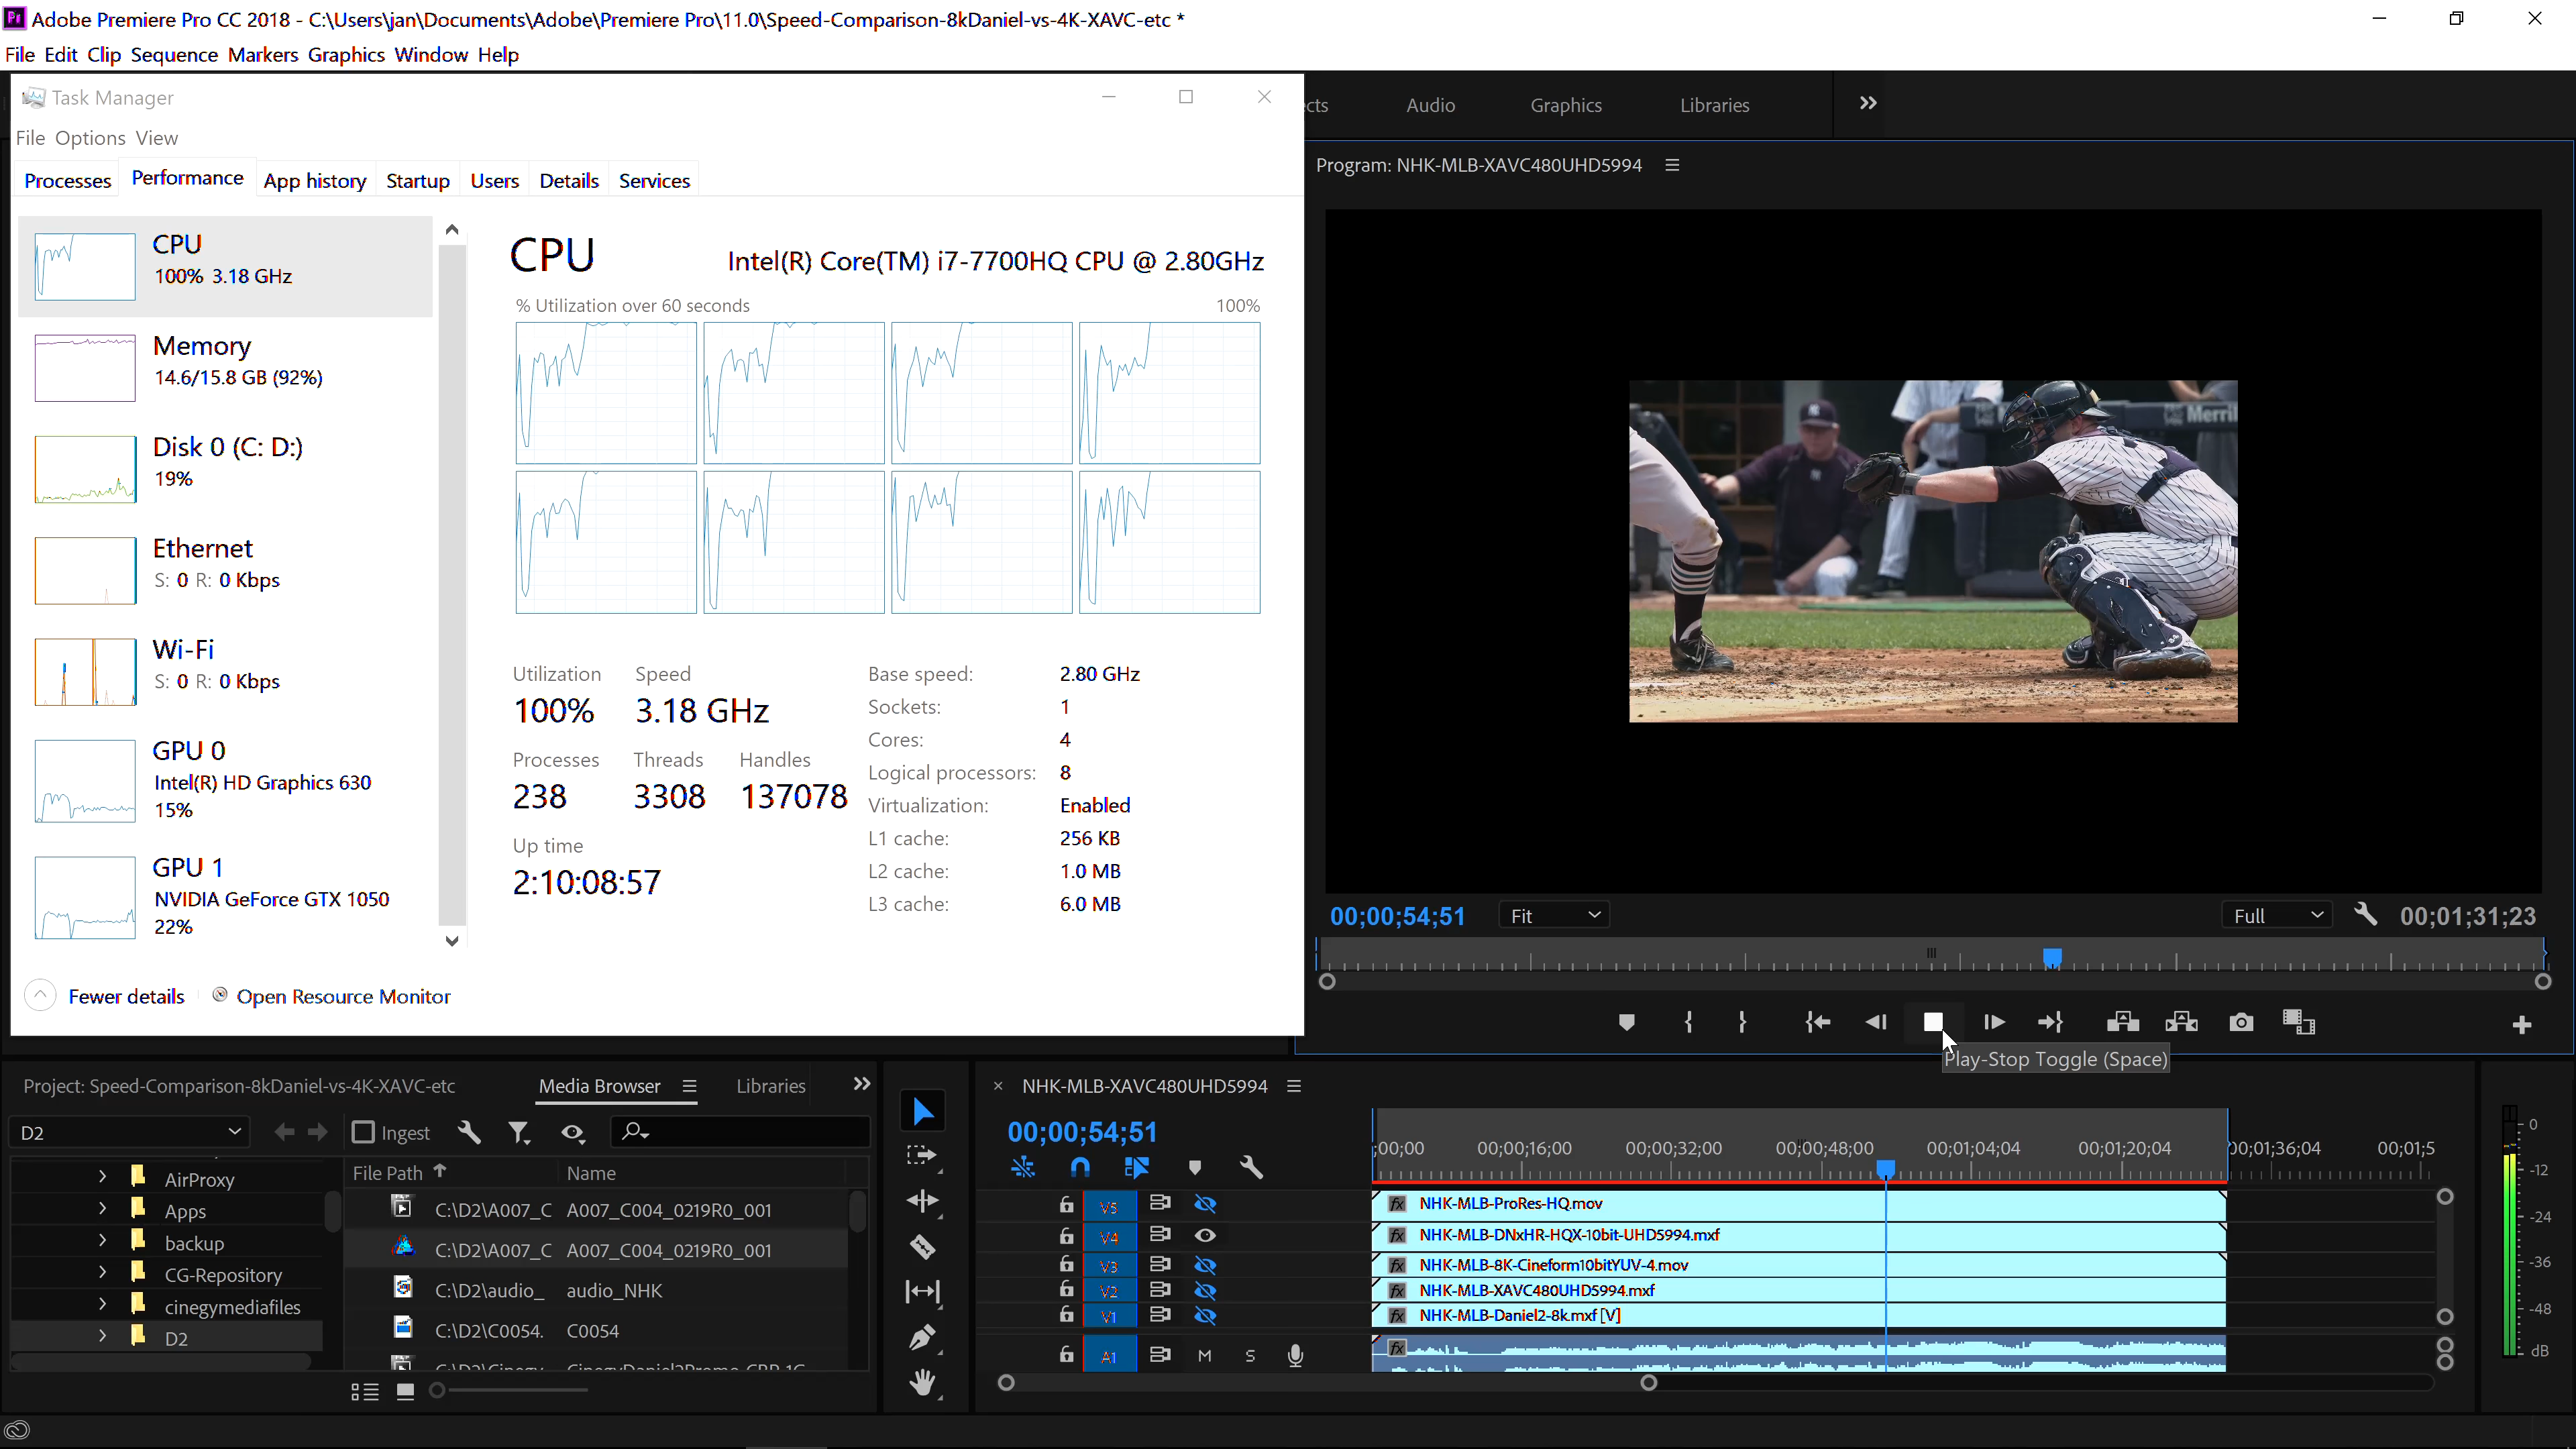 Pr Adobe Premiere Pro CC 2018 - C:\Users\jan\Documents\Adobe\Premiere Pro\11.0\Speed-Comparison-8kDaniel-vs-4K-XAVC-etc *
File Edit Clip Sequence Markers Graphics Window Help
Task Manager
File Options View
Processes Performance App history Startup Users Details Services
CPU
100% 3.18 GHz
Memory
14.6/15.8 GB (92%)
Disk 0 (C: D:)
19%
Ethernet
S: 0 R: 0 Kbps
Wi-Fi
S: 0 R: 0 Kbps
GPU 0
Intel(R) HD Graphics 630
15%
GPU 1
NVIDIA GeForce GTX 1050
22%
CPU Intel(R) Core(TM) i7-7700HQ CPU @ 2.80GHz
% Utilization over 60 seconds 100%
Utilization Speed
100% 3.18 GHz
Processes Threads Handles
238 3308 137078
Up time
2:10:08:57
Base speed: 2.80 GHz
Sockets: 1
Cores: 4
Logical processors: 8
Virtualization: Enabled
L1 cache: 256 KB
L2 cache: 1.0 MB
L3 cache: 6.0 MB
Fewer details Open Resource Monitor
cts Audio Graphics Libraries
Program: NHK-MLB-XAVC480UHD5994
Merril
00;00;54;51 Fit Full 00;01;31;23
Play-Stop Toggle (Space)
Project: Speed-Comparison-8kDaniel-vs-4K-XAVC-etc Media Browser Libraries
D2 Ingest
AirProxy
Apps
backup
CG-Repository
cinegymediafiles
D2
File Path Name
C:\D2\A007_C A007_C004_0219R0_001
C:\D2\A007_C A007_C004_0219R0_001
C:\D2\audio_ audio_NHK
C:\D2\C0054. C0054
× NHK-MLB-XAVC480UHD5994
00;00;54;51
;00;00 00;00;16;00 00;00;32;00 00;00;48;00 00;01;04;04 00;01;20;04 00;01;36;04 00;01;5
V5 fx NHK-MLB-ProRes-HQ.mov
V4 fx NHK-MLB-DNxHR-HQX-10bit-UHD5994.mxf
V3 fx NHK-MLB-8K-Cineform10bitYUV-4.mov
V2 fx NHK-MLB-XAVC480UHD5994.mxf
V1 fx NHK-MLB-Daniel2-8k.mxf [V]
A1 M S fx
0
-12
-24
-36
-48
dB